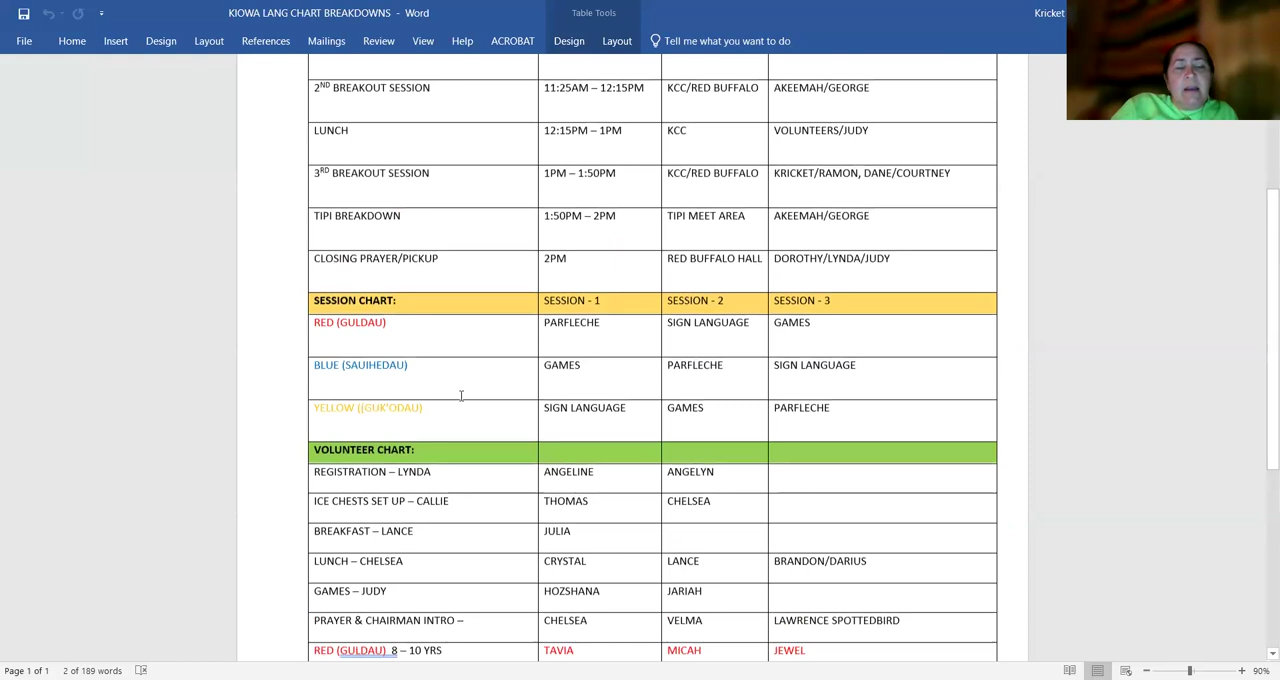 KIOWA LANG CHART BREAKDOWNS - Word
Table Tools
Kricket
File Home Insert Design Layout References Mailings Review View Help ACROBAT Design Layout Tell me what you want to do
2ND BREAKOUT SESSION 11:25AM – 12:15PM KCC/RED BUFFALO AKEEMAH/GEORGE
LUNCH 12:15PM – 1PM KCC VOLUNTEERS/JUDY
3RD BREAKOUT SESSION 1PM – 1:50PM KCC/RED BUFFALO KRICKET/RAMON, DANE/COURTNEY
TIPI BREAKDOWN 1:50PM – 2PM TIPI MEET AREA AKEEMAH/GEORGE
CLOSING PRAYER/PICKUP 2PM RED BUFFALO HALL DOROTHY/LYNDA/JUDY
SESSION CHART: SESSION - 1 SESSION - 2 SESSION - 3
RED (GULDAU) PARFLECHE SIGN LANGUAGE GAMES
BLUE (SAUIHEDAU) GAMES PARFLECHE SIGN LANGUAGE
YELLOW (|GUK'ODAU) SIGN LANGUAGE GAMES PARFLECHE
VOLUNTEER CHART:
REGISTRATION – LYNDA ANGELINE ANGELYN
ICE CHESTS SET UP – CALLIE THOMAS CHELSEA
BREAKFAST – LANCE JULIA
LUNCH – CHELSEA CRYSTAL LANCE BRANDON/DARIUS
GAMES – JUDY HOZSHANA JARIAH
PRAYER & CHAIRMAN INTRO – CHELSEA VELMA LAWRENCE SPOTTEDBIRD
RED (GULDAU) 8 – 10 YRS TAVIA MICAH JEWEL
Page 1 of 1 2 of 189 words 90%